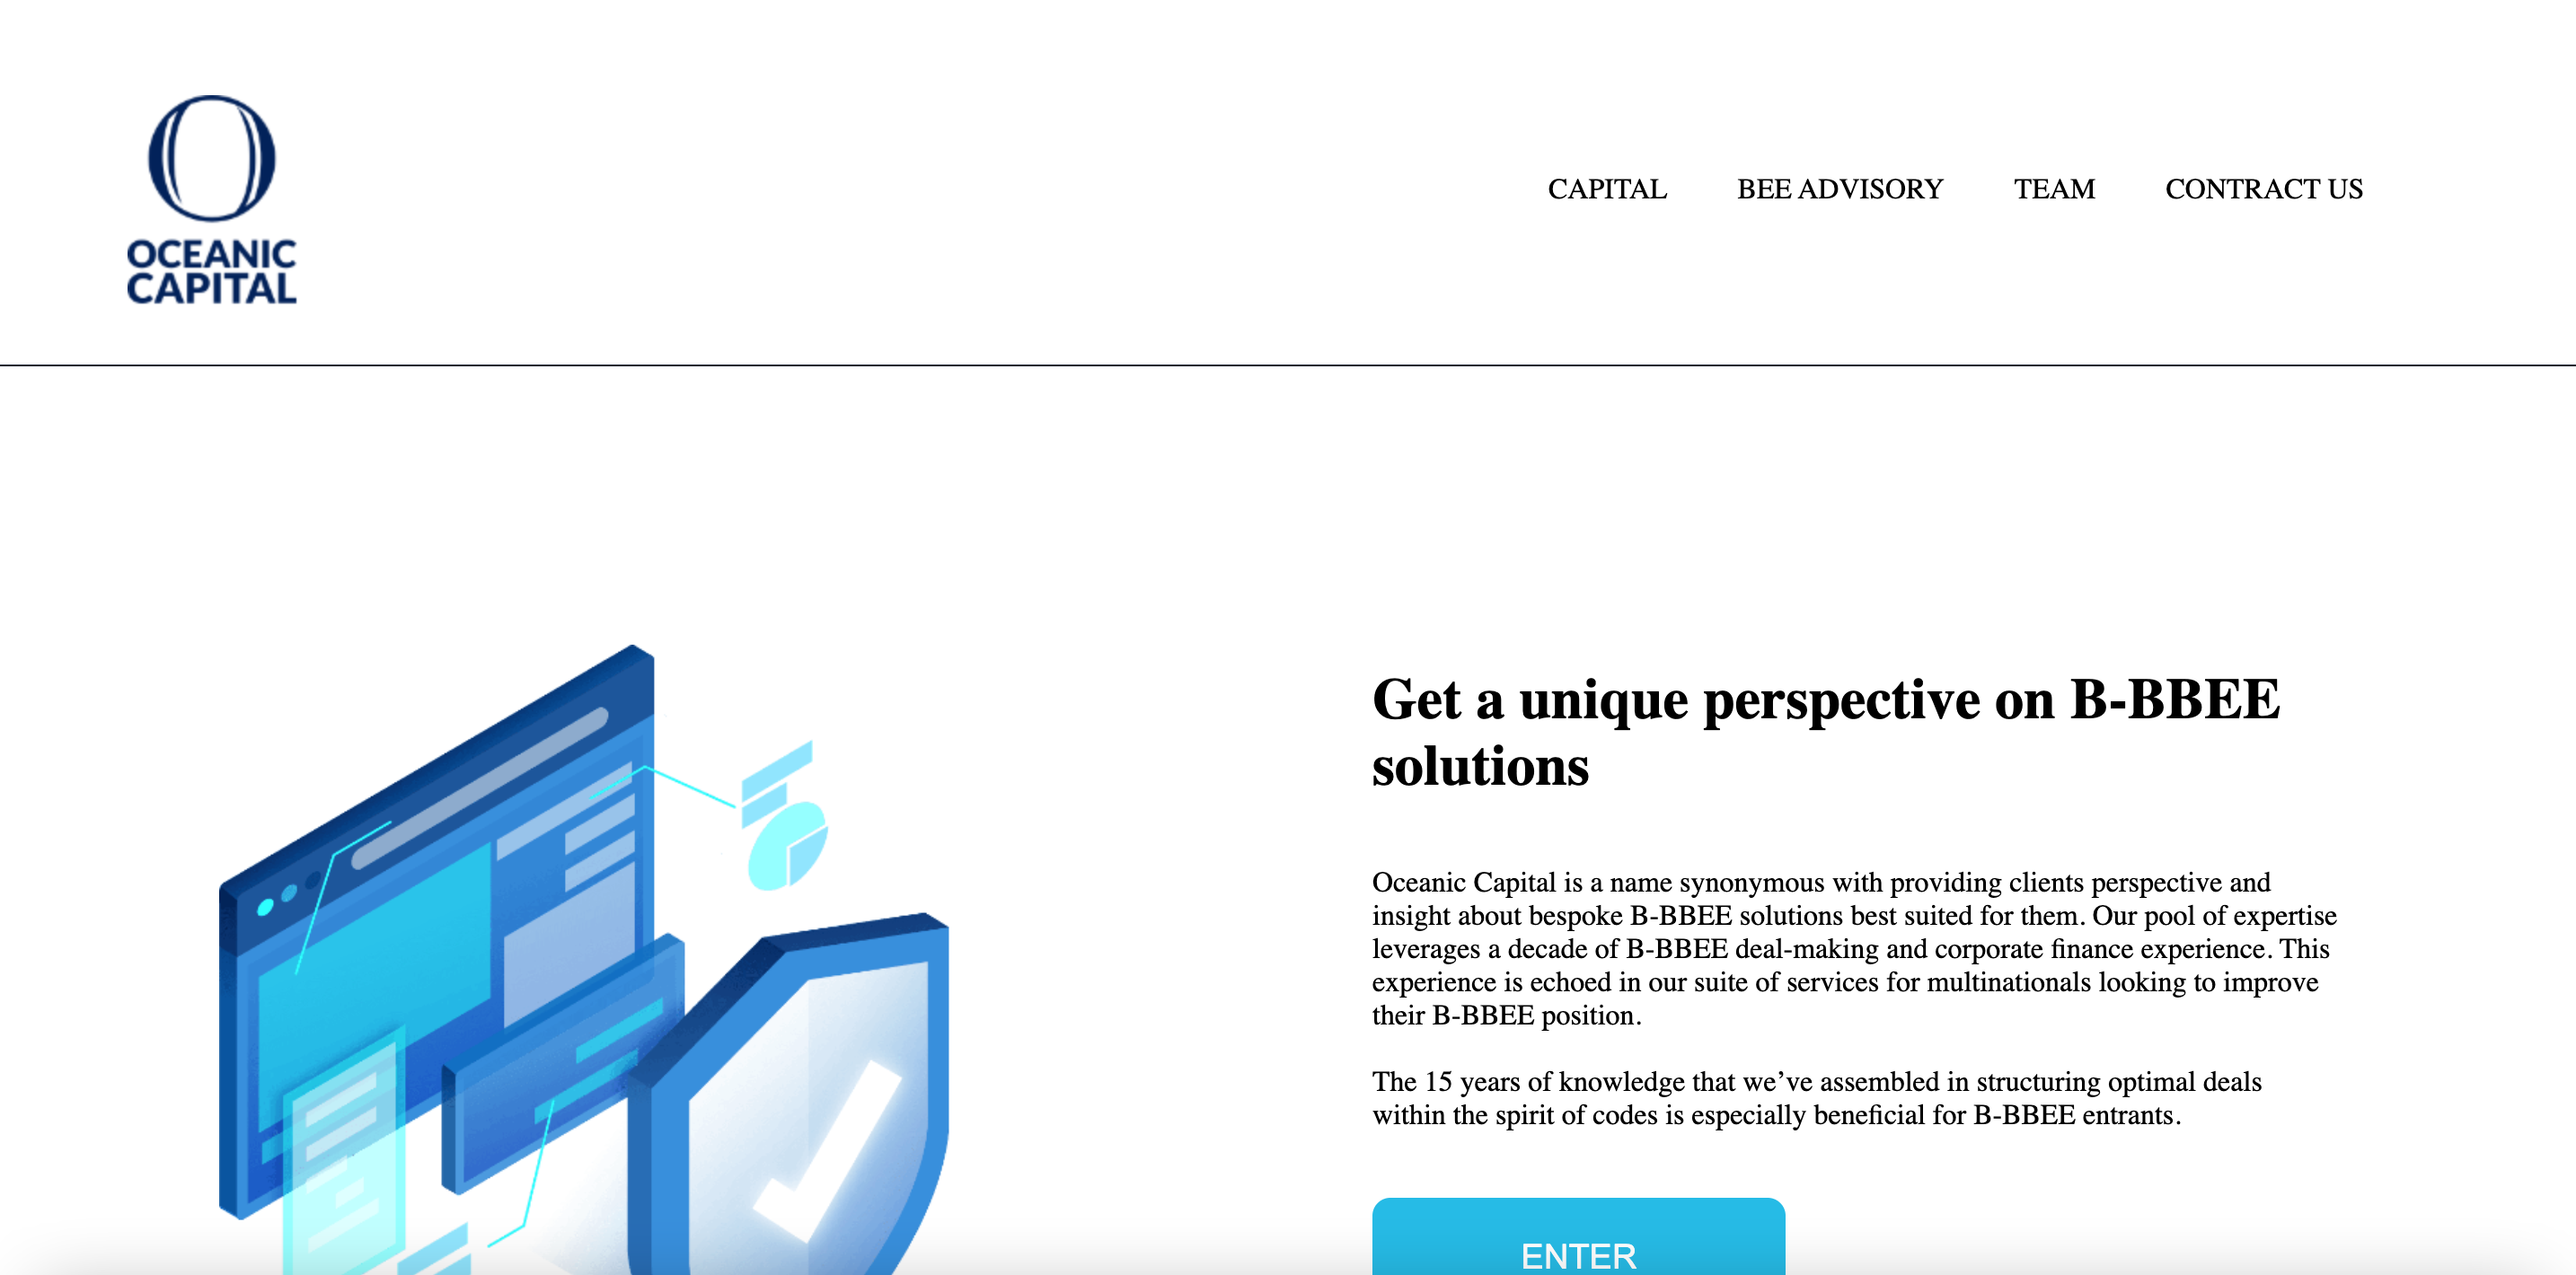 OCEANIC
CAPITAL
CAPITAL
BEE ADVISORY
TEAM
CONTRACT US
Get a unique perspective on B-BBEE
solutions
Oceanic Capital is a name synonymous with providing clients perspective and
insight about bespoke B-BBEE solutions best suited for them. Our pool of expertise
leverages a decade of B-BBEE deal-making and corporate finance experience. This
experience is echoed in our suite of services for multinationals looking to improve
their B-BBEE position.
The 15 years of knowledge that we’ve assembled in structuring optimal deals
within the spirit of codes is especially beneficial for B-BBEE entrants.
ENTER